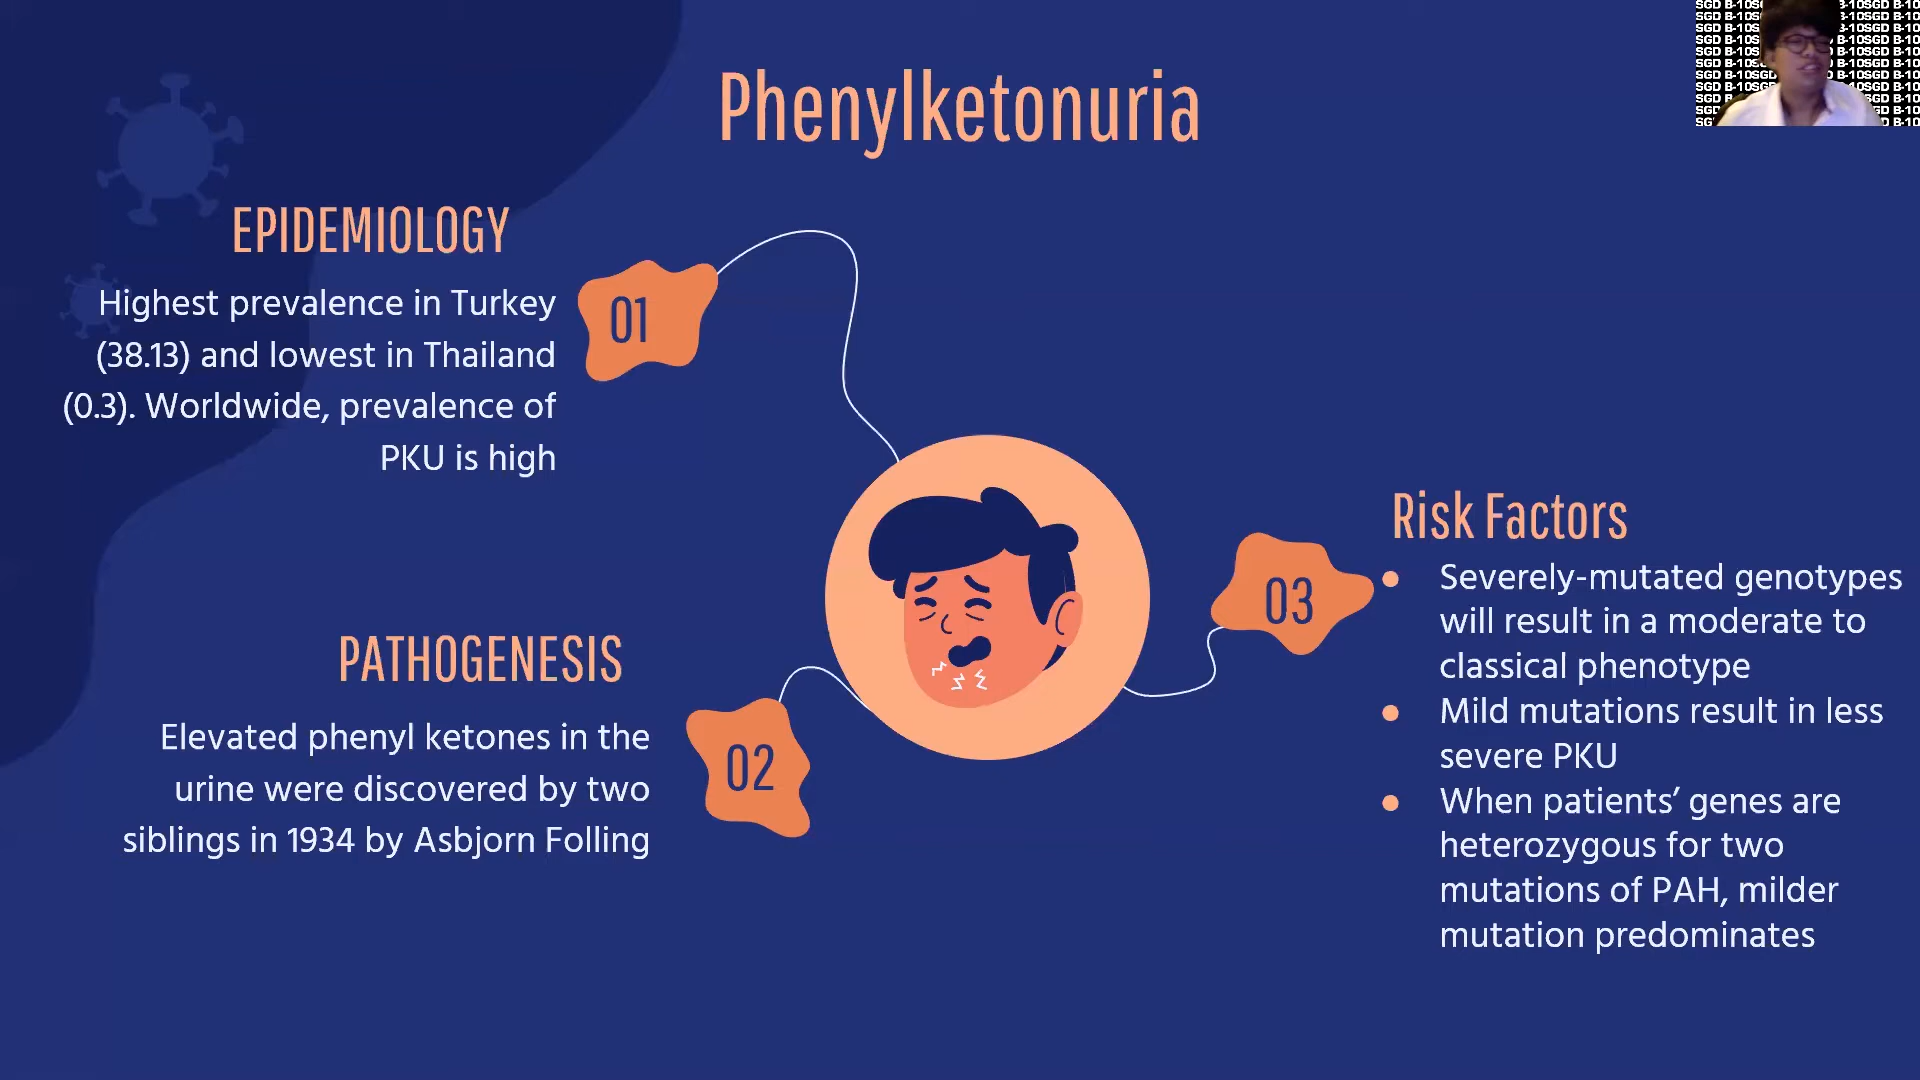 Phenylketonuria
EPIDEMIOLOGY
Highest prevalence in Turkey
(38.13) and lowest in Thailand
(0.3). Worldwide, prevalence of
PKU is high
01
PATHOGENESIS
Elevated phenyl ketones in the
urine were discovered by two
siblings in 1934 by Asbjorn Folling
02
Risk Factors
03
Severely-mutated genotypes
will result in a moderate to
classical phenotype
Mild mutations result in less
severe PKU
When patients’ genes are
heterozygous for two
mutations of PAH, milder
mutation predominates
SGD B-10